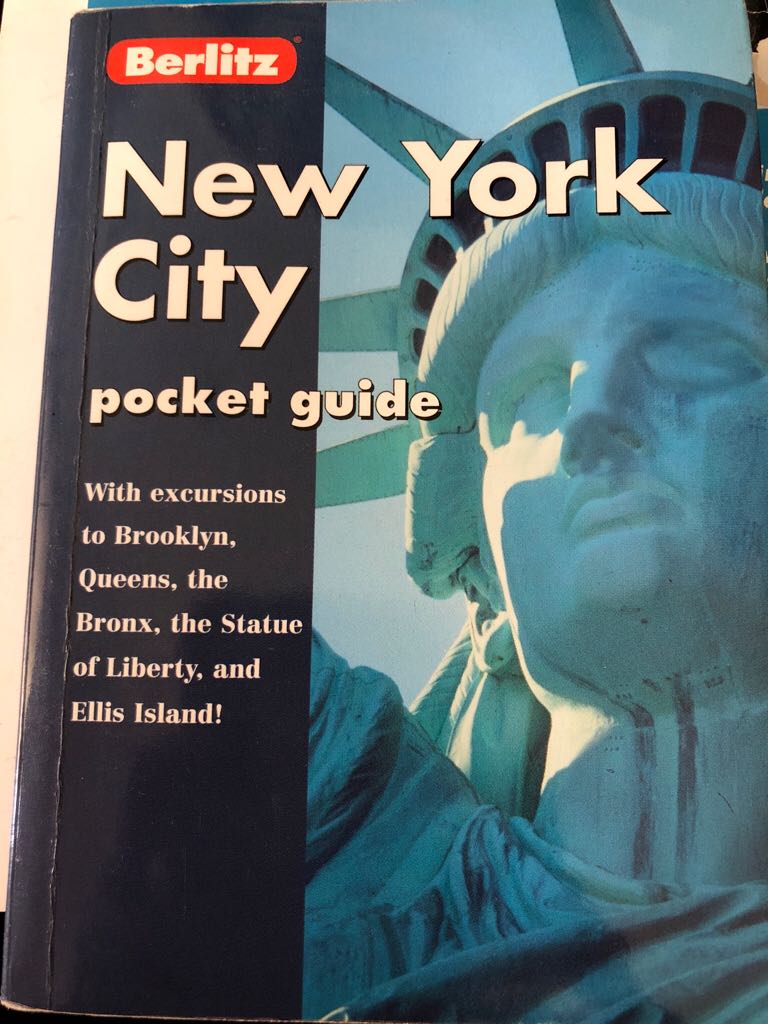 Berlitz®
New York
City
pocket guide
With excursions
to Brooklyn,
Queens, the
Bronx, the Statue
of Liberty, and
Ellis Island!